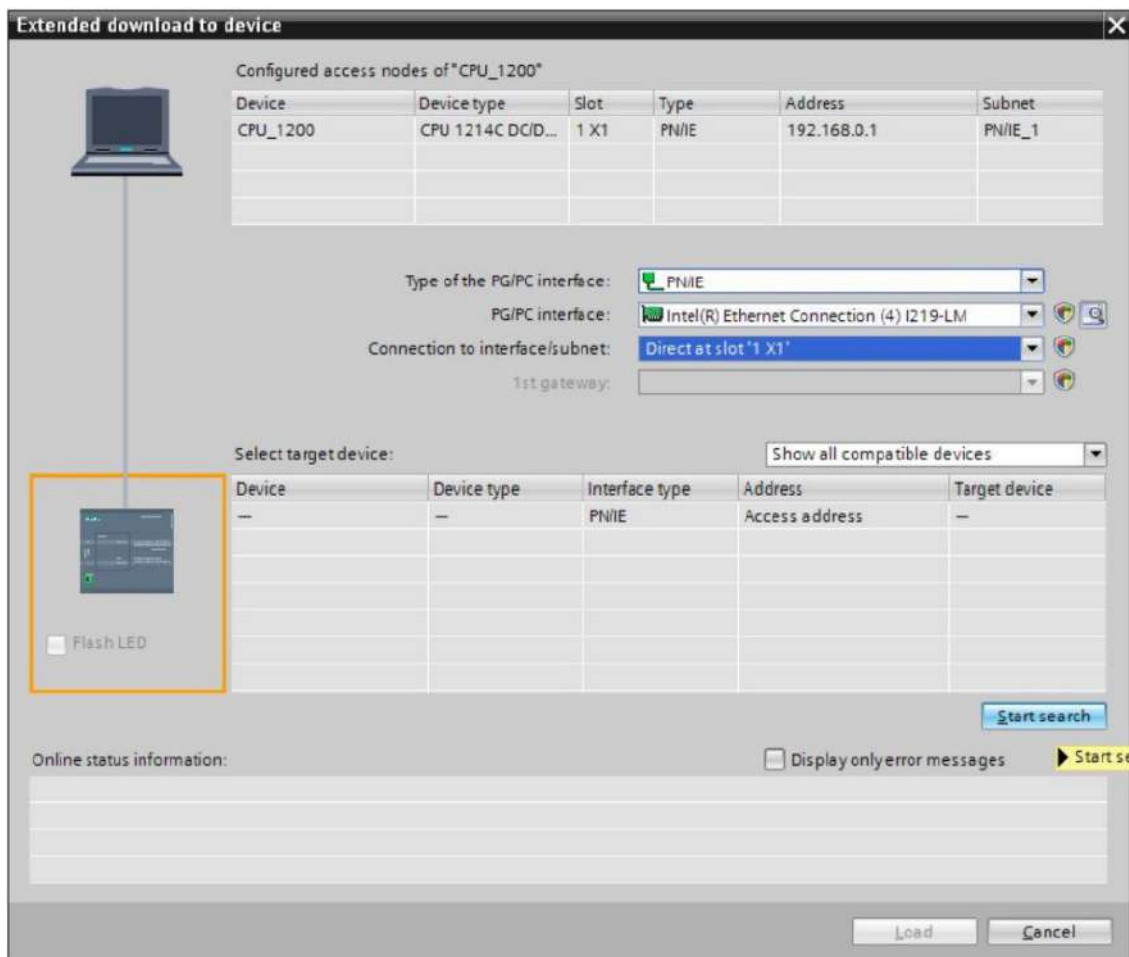 Extended download to device
Configured access nodes of "CPU_1200"
Device Device type Slot Type Address Subnet
CPU_1200 CPU 1214C DC/D... 1 X1 PN/IE 192.168.0.1 PN/IE_1
Type of the PG/PC interface: PN/IE
PG/PC interface: Intel(R) Ethernet Connection (4) I219-LM
Connection to interface/subnet: Direct at slot '1 X1'
1st gateway:
Select target device: Show all compatible devices
Device Device type Interface type Address Target device
— — PN/IE Access address —
Flash LED
Start search
Online status information: Display only error messages Start se
Load Cancel